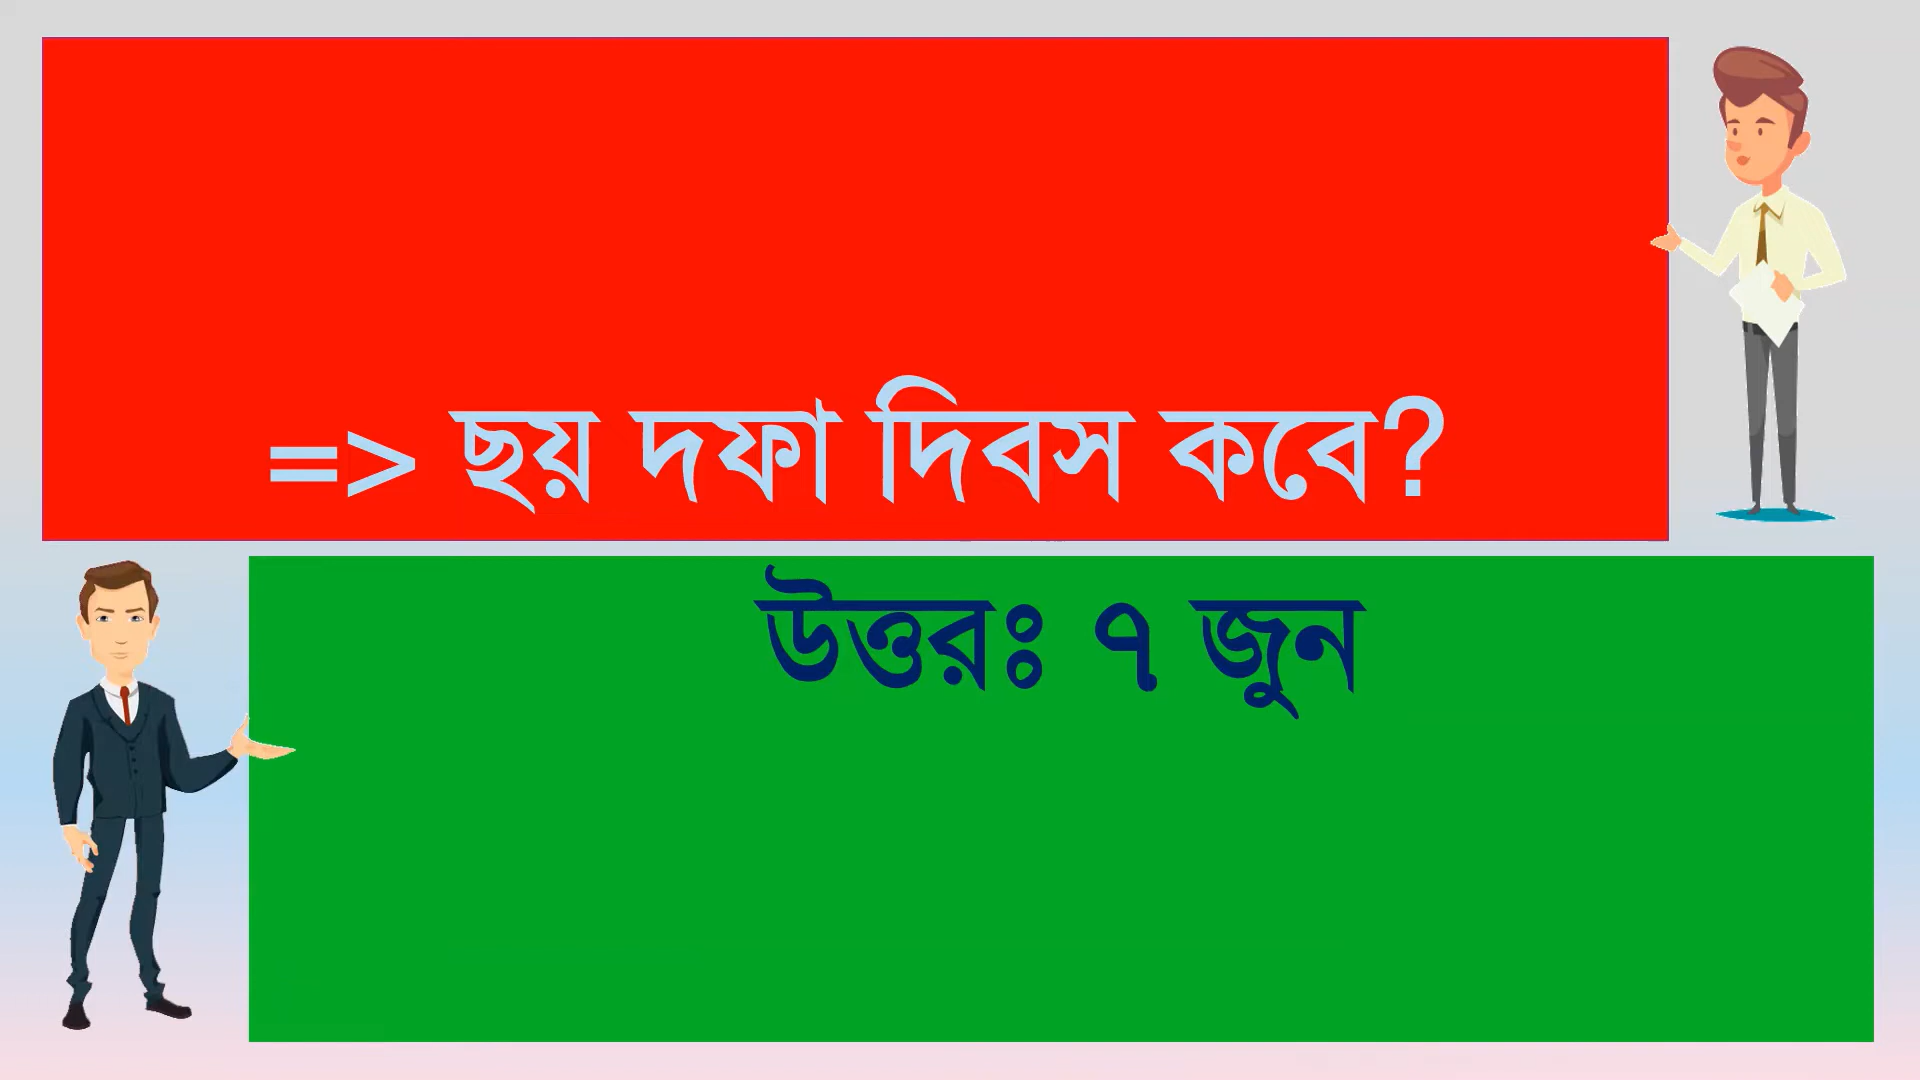 => ছয় দফা দিবস কবে?
উত্তরঃ ৭ জুন